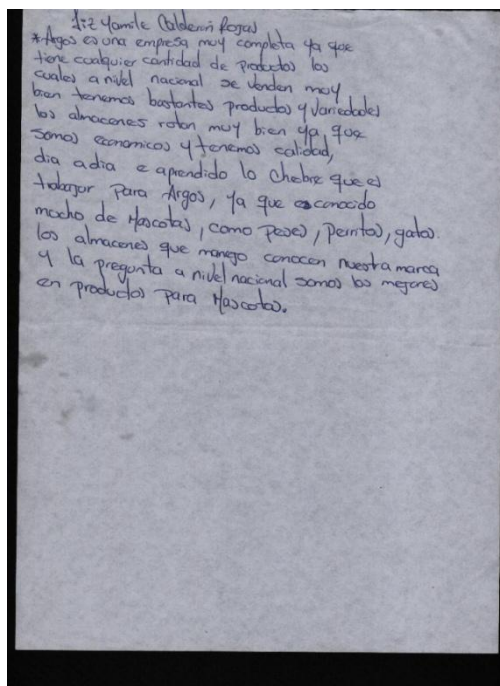 Liz Yamile Calderón Rojas
* Argos es una empresa muy completa ya que
tiene cualquier cantidad de productos los
cuales a nivel nacional se venden muy
bien tenemos bastantes productos y variedades
los almacenes rotan muy bien ya que
somos economicos y tenemos calidad,
dia a dia e aprendido lo chebre que es
trabajar para Argos, ya que es conocido
mucho de Mascotas, como peses, perritos, gatos.
los almacenes que manejo conocen nuestra marca
y la pregunta a nivel nacional somos los mejores
en productos para Mascotas.